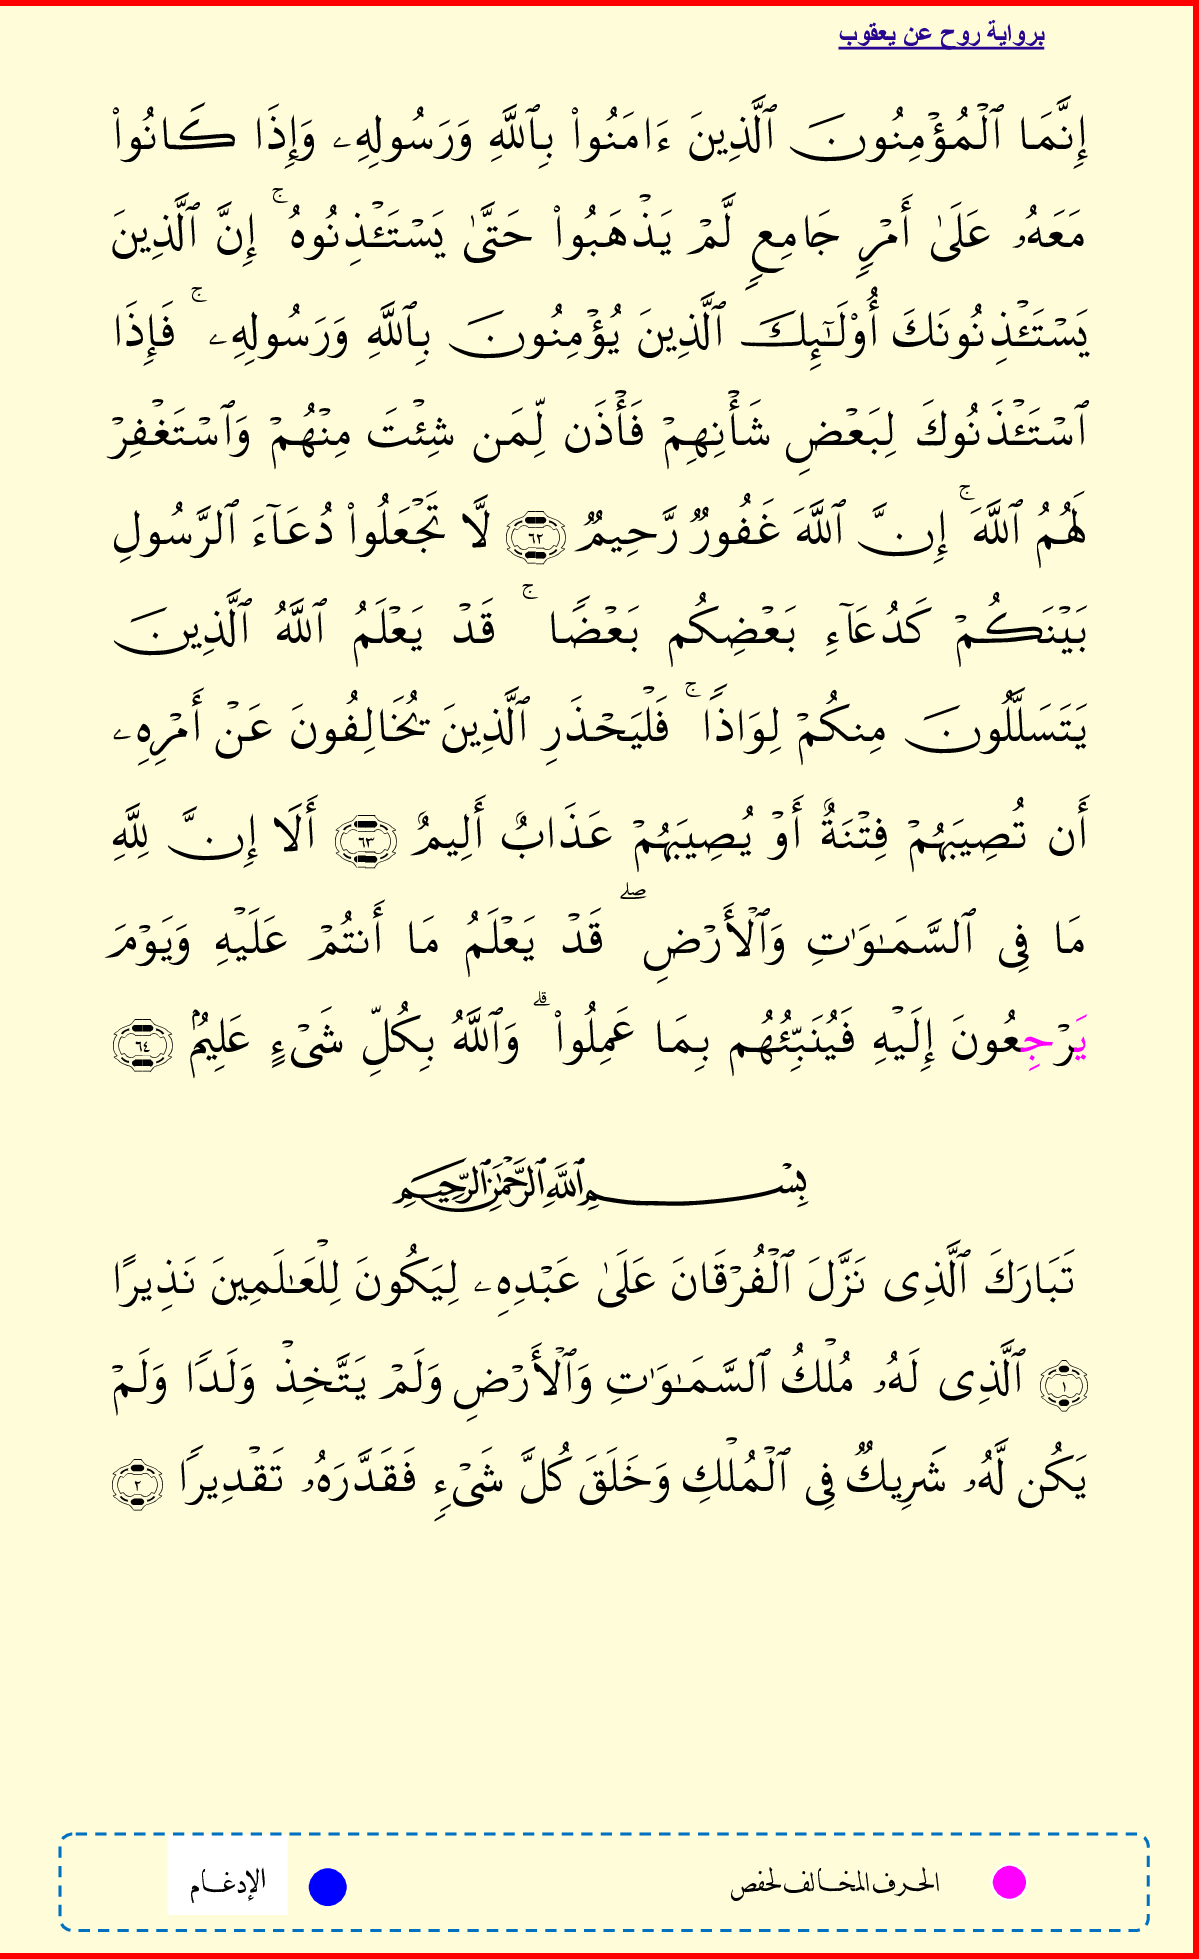 برواية روح عن يعقوب
إِنَّمَا ٱلۡمُؤۡمِنُونَ ٱلَّذِينَ ءَامَنُواْ بِٱللَّهِ وَرَسُولِهِۦ وَإِذَا كَانُواْ
مَعَهُۥ عَلَىٰ أَمۡرٖ جَامِعٖ لَّمۡ يَذۡهَبُواْ حَتَّىٰ يَسۡتَـٔۡذِنُوهُۚ إِنَّ ٱلَّذِينَ
يَسۡتَـٔۡذِنُونَكَ أُوْلَٰٓئِكَ ٱلَّذِينَ يُؤۡمِنُونَ بِٱللَّهِ وَرَسُولِهِۦۚ فَإِذَا
ٱسۡتَـٔۡذَنُوكَ لِبَعۡضِ شَأۡنِهِمۡ فَأۡذَن لِّمَن شِئۡتَ مِنۡهُمۡ وَٱسۡتَغۡفِرۡ
لَهُمُ ٱللَّهَۚ إِنَّ ٱللَّهَ غَفُورٞ رَّحِيمٞ ٦٢ لَّا تَجۡعَلُواْ دُعَآءَ ٱلرَّسُولِ
بَيۡنَكُمۡ كَدُعَآءِ بَعۡضِكُم بَعۡضٗاۚ قَدۡ يَعۡلَمُ ٱللَّهُ ٱلَّذِينَ
يَتَسَلَّلُونَ مِنكُمۡ لِوَاذٗاۚ فَلۡيَحۡذَرِ ٱلَّذِينَ يُخَالِفُونَ عَنۡ أَمۡرِهِۦ
أَن تُصِيبَهُمۡ فِتۡنَةٌ أَوۡ يُصِيبَهُمۡ عَذَابٌ أَلِيمٌ ٦٣ أَلَا إِنَّ لِلَّهِ
مَا فِي ٱلسَّمَٰوَٰتِ وَٱلۡأَرۡضِۖ قَدۡ يَعۡلَمُ مَا أَنتُمۡ عَلَيۡهِ وَيَوۡمَ
يَرۡجِعُونَ إِلَيۡهِ فَيُنَبِّئُهُم بِمَا عَمِلُواْۗ وَٱللَّهُ بِكُلِّ شَيۡءٍ عَلِيمُۢ ٦٤
بِسۡمِ ٱللَّهِ ٱلرَّحۡمَٰنِ ٱلرَّحِيمِ
تَبَارَكَ ٱلَّذِي نَزَّلَ ٱلۡفُرۡقَانَ عَلَىٰ عَبۡدِهِۦ لِيَكُونَ لِلۡعَٰلَمِينَ نَذِيرًا
١ ٱلَّذِي لَهُۥ مُلۡكُ ٱلسَّمَٰوَٰتِ وَٱلۡأَرۡضِ وَلَمۡ يَتَّخِذۡ وَلَدٗا وَلَمۡ
يَكُن لَّهُۥ شَرِيكٞ فِي ٱلۡمُلۡكِ وَخَلَقَ كُلَّ شَيۡءٖ فَقَدَّرَهُۥ تَقۡدِيرٗا ٢
الحرف المخالف لحفص
الإدغام